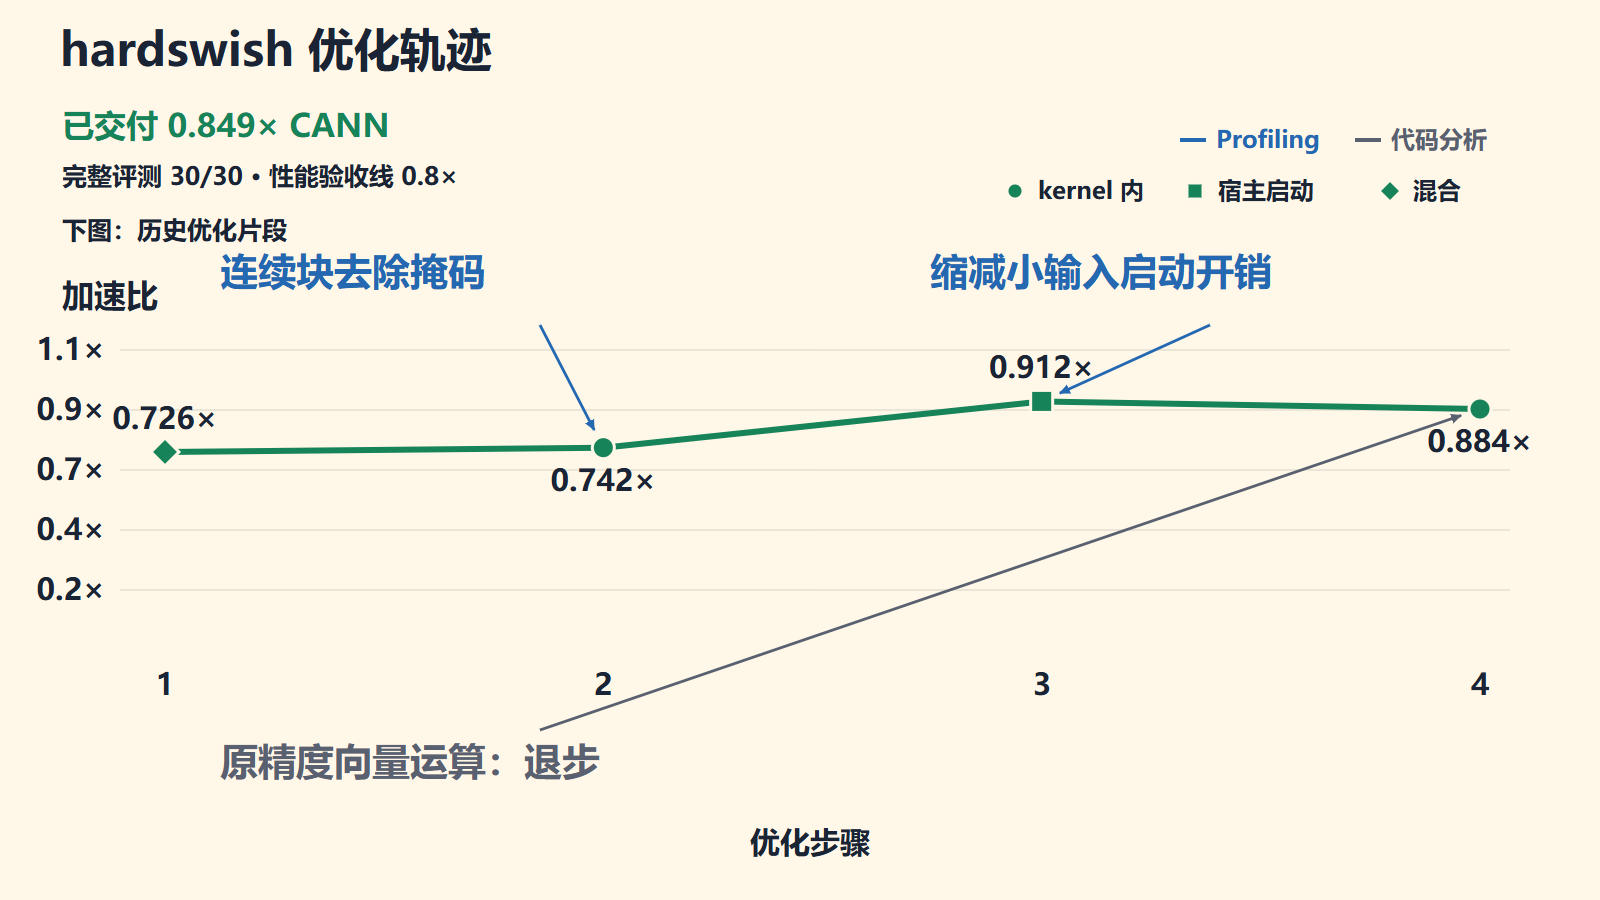 hardswish 优化轨迹
已交付 0.849× CANN
完整评测 30/30・性能验收线 0.8×
下图：历史优化片段
Profiling
代码分析
kernel 内
宿主启动
混合
连续块去除掩码
缩减小输入启动开销
加速比
1.1×
0.9×
0.7×
0.4×
0.2×
0.726×
0.742×
0.912×
0.884×
1
2
3
4
原精度向量运算：退步
优化步骤